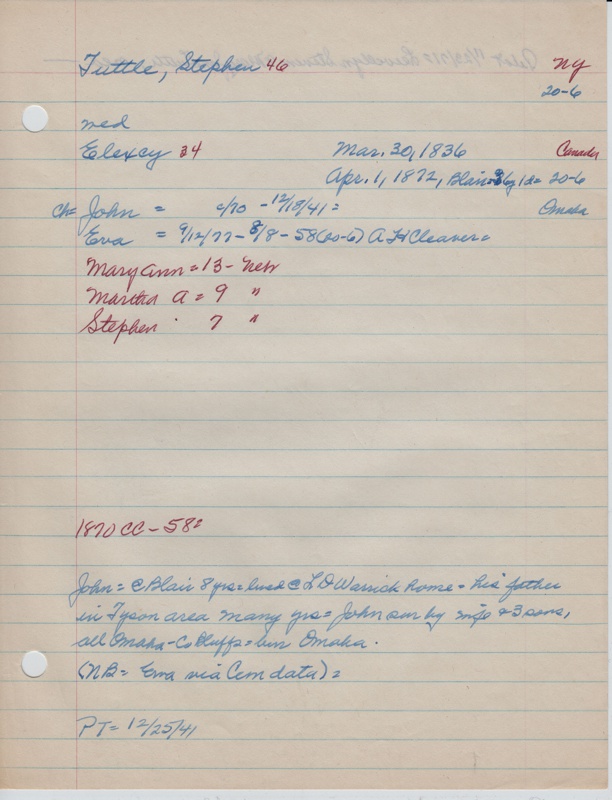 Tuttle, Stephen 46 NY
20-6
med
Elexcy 34 Mar. 30, 1836 Canada
Apr. 1, 1872, Blair 20-6
Ch= John = c/70 - 12/18/41 = Omaha
Eva = 9/12/77 - 8/8 - 58 (20-6) A H Cleaver =
Mary Ann = 13 - Neb
Martha A = 9 "
Stephen 7 "
1870 CC - 58 =
John = @ Blair 8 yrs = lived @ L D Warrick home - his father
in Tyson area many yrs = John sur by wife & 3 sons,
all Omaha - Co Bluffs = bur Omaha.
(NB = Eva via Cem data) =
PT = 12/25/41